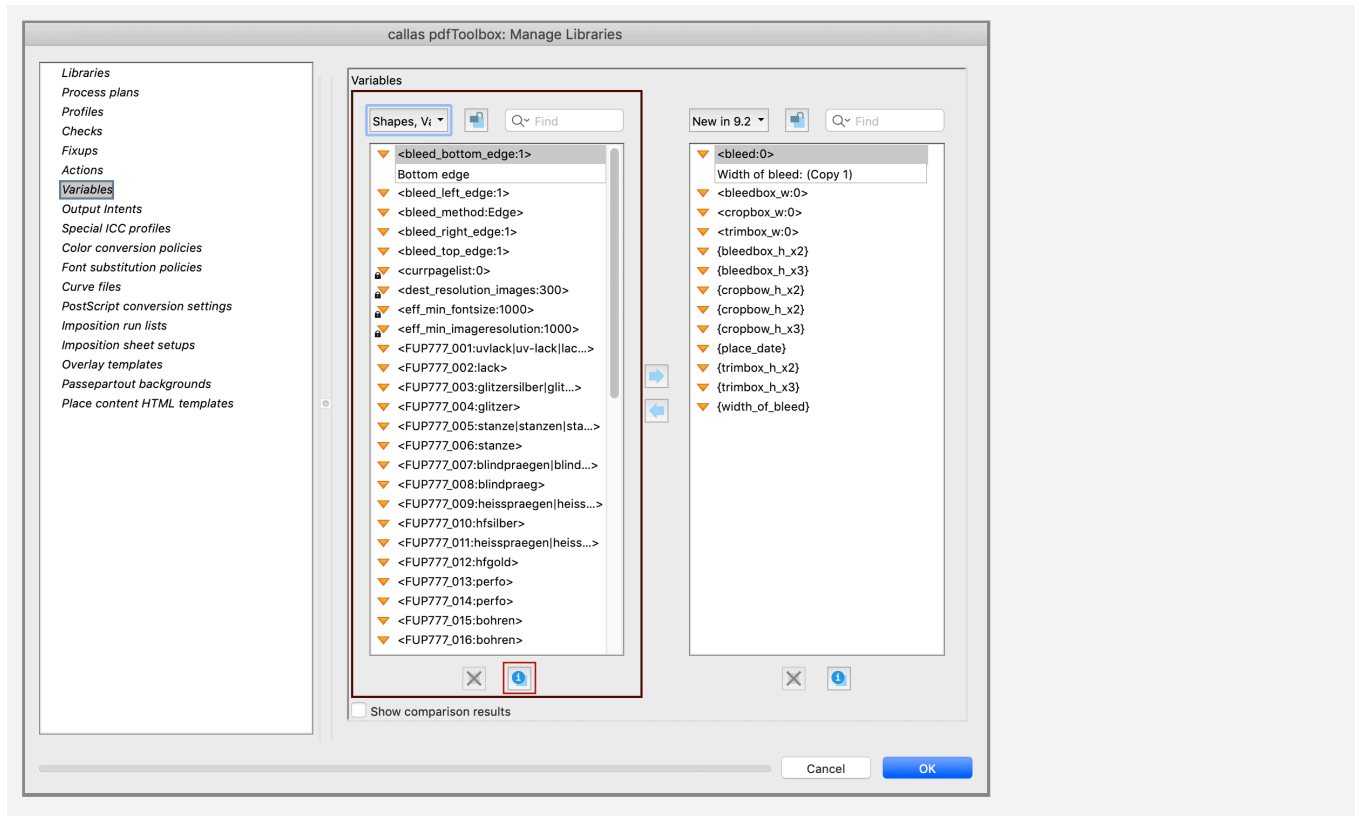 callas pdfToolbox: Manage Libraries
Libraries
Process plans
Profiles
Checks
Fixups
Actions
Variables
Output Intents
Special ICC profiles
Color conversion policies
Font substitution policies
Curve files
PostScript conversion settings
Imposition run lists
Imposition sheet setups
Overlay templates
Passepartout backgrounds
Place content HTML templates
Variables
Shapes, Va
Find
<bleed_bottom_edge:1>
Bottom edge
<bleed_left_edge:1>
<bleed_method:Edge>
<bleed_right_edge:1>
<bleed_top_edge:1>
<currpagelist:0>
<dest_resolution_images:300>
<eff_min_fontsize:1000>
<eff_min_imageresolution:1000>
<FUP777_001:uvlack|uv-lack|lac...>
<FUP777_002:lack>
<FUP777_003:glitzersilber|glit...>
<FUP777_004:glitzer>
<FUP777_005:stanze|stanzen|sta...>
<FUP777_006:stanze>
<FUP777_007:blindpraegen|blind...>
<FUP777_008:blindpraeg>
<FUP777_009:heisspraegen|heiss...>
<FUP777_010:hfsilber>
<FUP777_011:heisspraegen|heiss...>
<FUP777_012:hfgold>
<FUP777_013:perfo>
<FUP777_014:perfo>
<FUP777_015:bohren>
<FUP777_016:bohren>
New in 9.2
Find
<bleed:0>
Width of bleed: (Copy 1)
<bleedbox_w:0>
<cropbox_w:0>
<trimbox_w:0>
{bleedbox_h_x2}
{bleedbox_h_x3}
{cropbow_h_x2}
{cropbow_h_x2}
{cropbow_h_x3}
{place_date}
{trimbox_h_x2}
{trimbox_h_x3}
{width_of_bleed}
Show comparison results
Cancel
OK